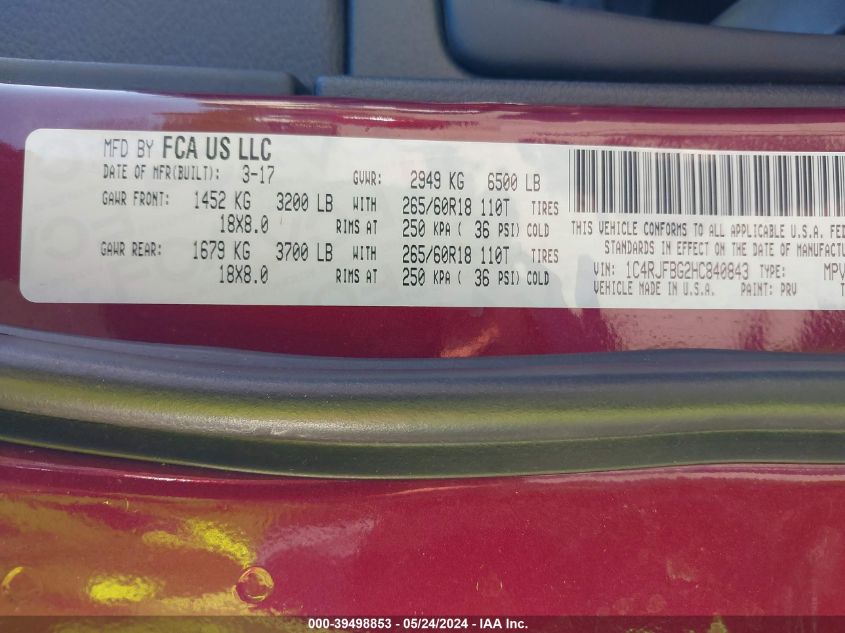 MFD BY FCA US LLC
DATE OF MFR(BUILT): 3-17 GVWR: 2949 KG 6500 LB
GAWR FRONT: 1452 KG 3200 LB WITH 265/60R18 110T TIRES
18X8.0 RIMS AT 250 KPA ( 36 PSI) COLD
GAWR REAR: 1679 KG 3700 LB WITH 265/60R18 110T TIRES
18X8.0 RIMS AT 250 KPA ( 36 PSI) COLD
THIS VEHICLE CONFORMS TO ALL APPLICABLE U.S.A. FED
STANDARDS IN EFFECT ON THE DATE OF MANUFACTU
VIN: 1C4RJFBG2HC840843 TYPE: MPV
VEHICLE MADE IN U.S.A. PAINT: PRV T
000-39498853 - 05/24/2024 - IAA Inc.